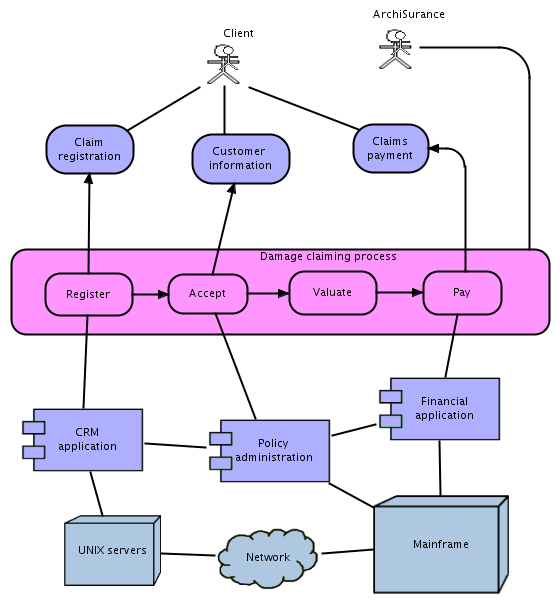 ArchiSurance
Client
Claim
registration
Customer
information
Claims
payment
Damage claiming process
Register
Accept
Valuate
Pay
CRM
application
Policy
administration
Financial
application
UNIX servers
Network
Mainframe